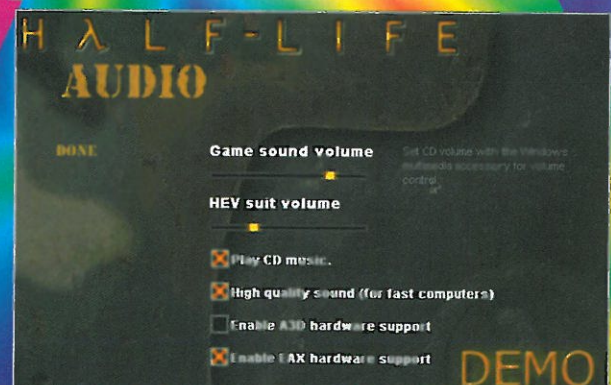 HλLF-LIFE
AUDIO
DONE
Game sound volume
Set CD volume with the Windows
multimedia accessory for volume
control.
HEV suit volume
Play CD music.
High quality sound (for fast computers)
Enable A3D hardware support
Enable EAX hardware support
DEMO